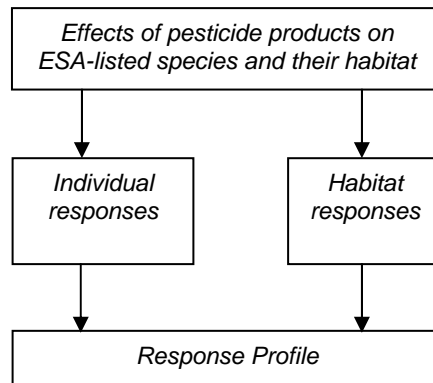 Effects of pesticide products on
ESA-listed species and their habitat
Individual
responses
Habitat
responses
Response Profile